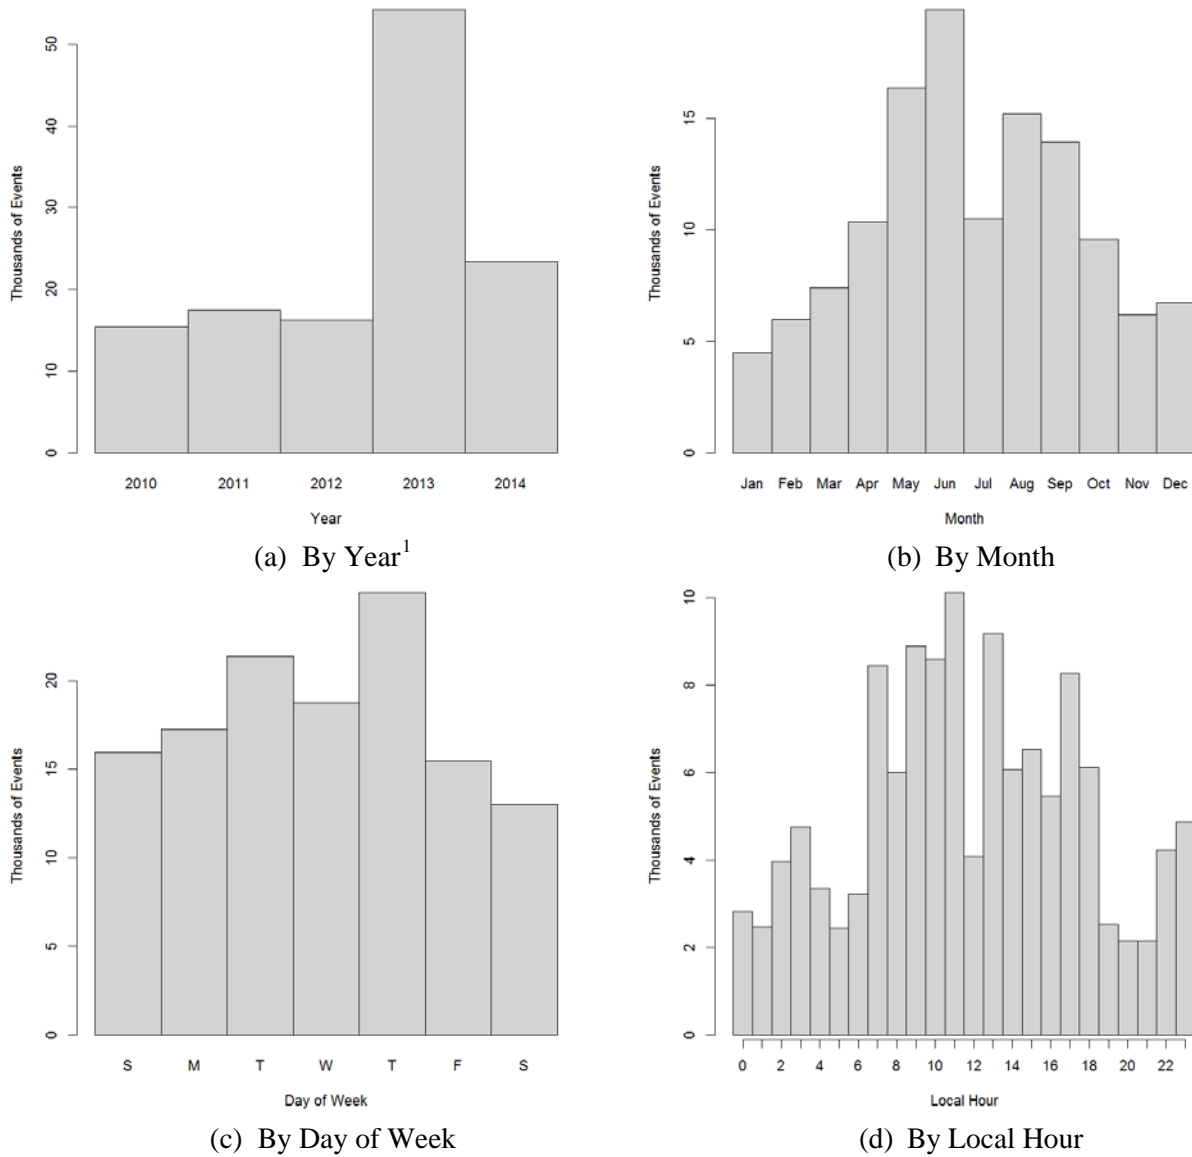 Thousands of Events
50
40
30
20
10
0
2010 2011 2012 2013 2014
Year
(a) By Year1
Thousands of Events
15
10
5
0
Jan Feb Mar Apr May Jun Jul Aug Sep Oct Nov Dec
Month
(b) By Month
Thousands of Events
20
15
10
5
0
S M T W T F S
Day of Week
(c) By Day of Week
Thousands of Events
10
8
6
4
2
0
0 2 4 6 8 10 12 14 16 18 20 22
Local Hour
(d) By Local Hour